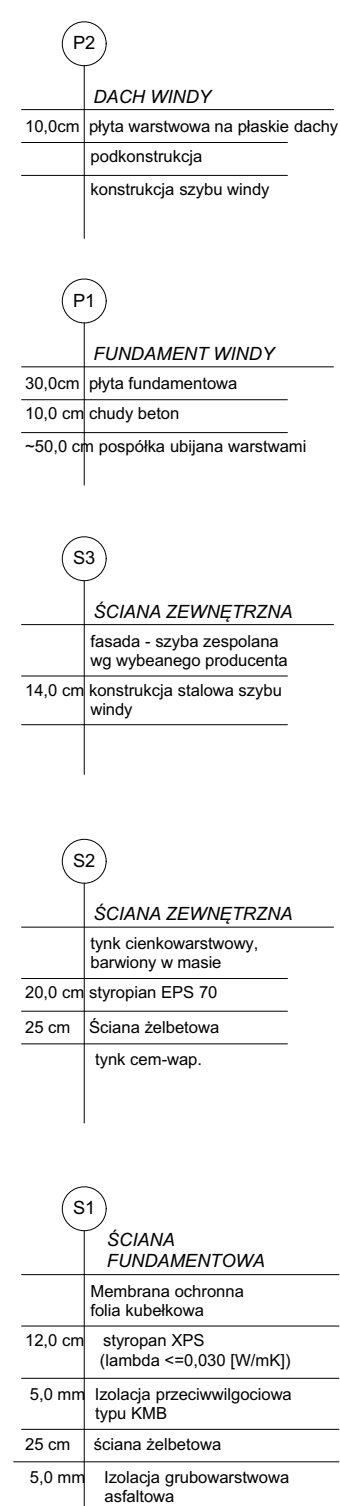 P2
DACH WINDY
10,0cm płyta warstwowa na płaskie dachy
podkonstrukcja
konstrukcja szybu windy
P1
FUNDAMENT WINDY
30,0cm płyta fundamentowa
10,0 cm chudy beton
~50,0 cm pospółka ubijana warstwami
S3
ŚCIANA ZEWNĘTRZNA
fasada - szyba zespolana
wg wybeanego producenta
14,0 cm konstrukcja stalowa szybu
windy
S2
ŚCIANA ZEWNĘTRZNA
tynk cienkowarstwowy,
barwiony w masie
20,0 cm styropian EPS 70
25 cm Ściana żelbetowa
tynk cem-wap.
S1
ŚCIANA
FUNDAMENTOWA
Membrana ochronna
folia kubełkowa
12,0 cm styropan XPS
(lambda <=0,030 [W/mK])
5,0 mm Izolacja przeciwwilgociowa
typu KMB
25 cm ściana żelbetowa
5,0 mm Izolacja grubowarstwowa
asfaltowa